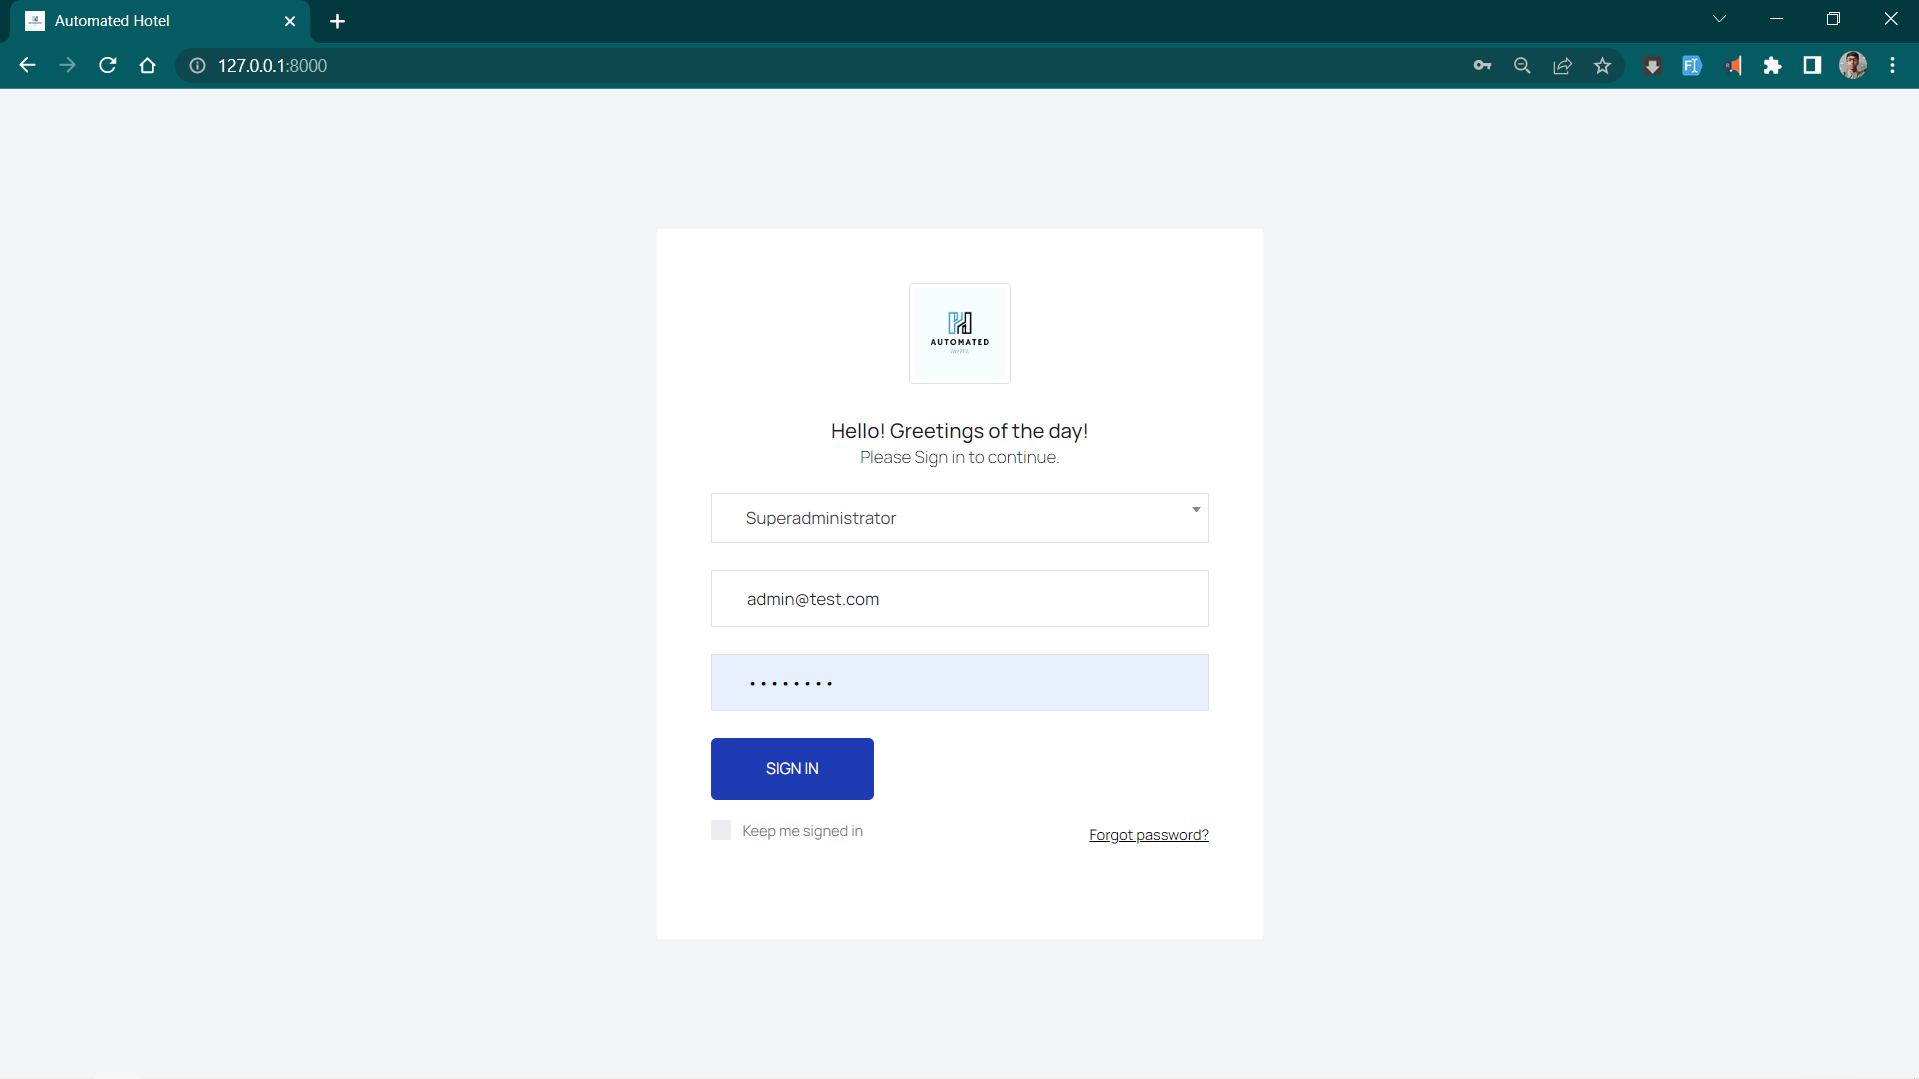 Automated Hotel
127.0.0.1:8000
AUTOMATED
HOTEL
Hello! Greetings of the day!
Please Sign in to continue.
Superadministrator
admin@test.com
SIGN IN
Keep me signed in
Forgot password?